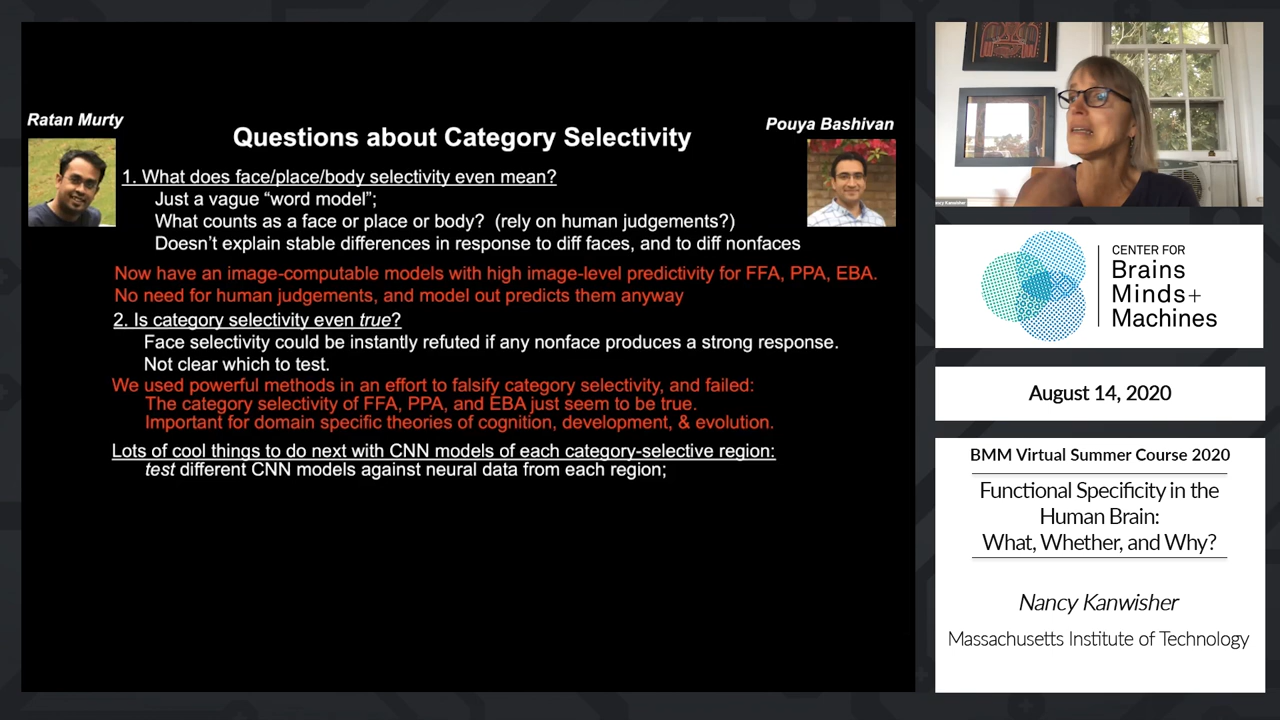 Ratan Murty
Pouya Bashivan
Questions about Category Selectivity
1. What does face/place/body selectivity even mean?
Just a vague “word model”;
What counts as a face or place or body? (rely on human judgements?)
Doesn’t explain stable differences in response to diff faces, and to diff nonfaces
Now have an image-computable models with high image-level predictivity for FFA, PPA, EBA.
No need for human judgements, and model out predicts them anyway
2. Is category selectivity even true?
Face selectivity could be instantly refuted if any nonface produces a strong response.
Not clear which to test.
We used powerful methods in an effort to falsify category selectivity, and failed:
The category selectivity of FFA, PPA, and EBA just seem to be true.
Important for domain specific theories of cognition, development, & evolution.
Lots of cool things to do next with CNN models of each category-selective region:
test different CNN models against neural data from each region;
Kanwisher
CENTER FOR
Brains
Minds+
Machines
August 14, 2020
BMM Virtual Summer Course 2020
Functional Specificity in the
Human Brain:
What, Whether, and Why?
Nancy Kanwisher
Massachusetts Institute of Technology